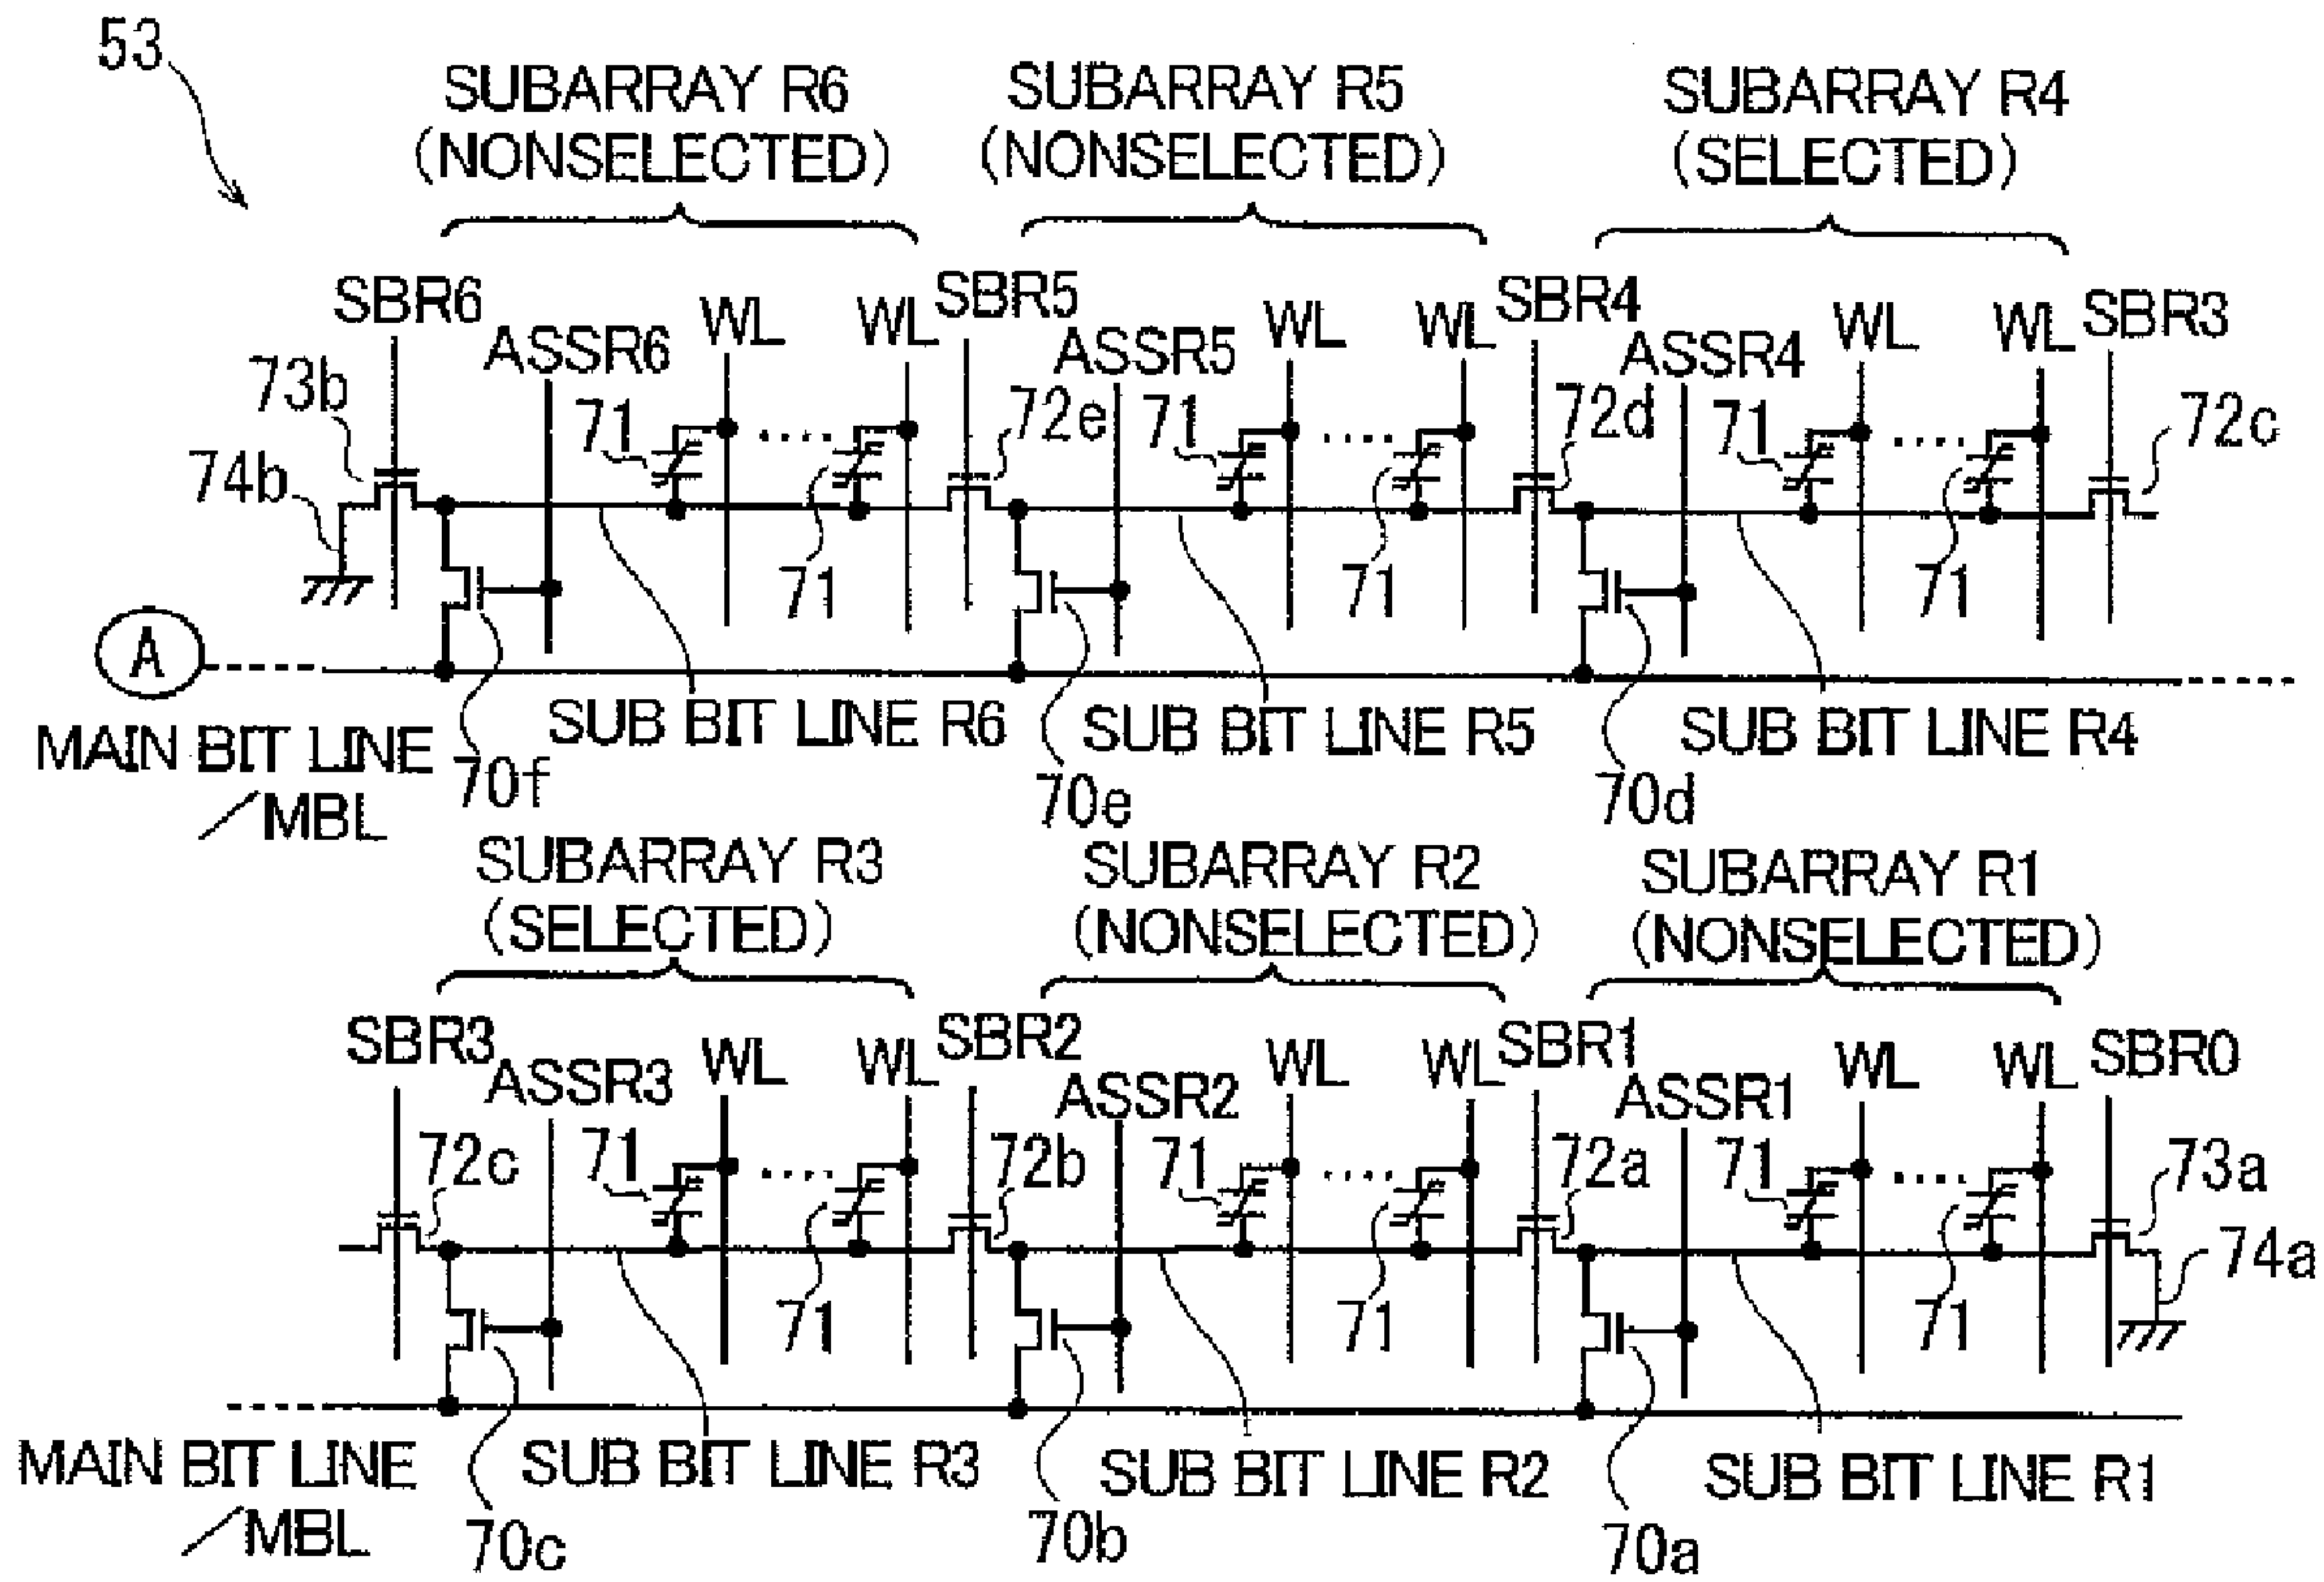 53
SUBARRAY R6 SUBARRAY R5 SUBARRAY R4
(NONSELECTED) (NONSELECTED) (SELECTED)
SBR6 WL WL SBR5 WL WL SBR4 WL WL SBR3
ASSR6 ASSR5 ASSR4
73b 71 72e 71 72d 71 72c
74b 71 71 71
A
MAIN BIT LINE SUB BIT LINE R6 SUB BIT LINE R5 SUB BIT LINE R4
/MBL 70f 70e 70d
SUBARRAY R3 SUBARRAY R2 SUBARRAY R1
(SELECTED) (NONSELECTED) (NONSELECTED)
SBR3 WL WL SBR2 WL WL SBR1 WL WL SBR0
ASSR3 ASSR2 ASSR1
72c 71 72b 71 72a 71 73a
71 71 71 74a
MAIN BIT LINE SUB BIT LINE R3 SUB BIT LINE R2 SUB BIT LINE R1
/MBL 70c 70b 70a